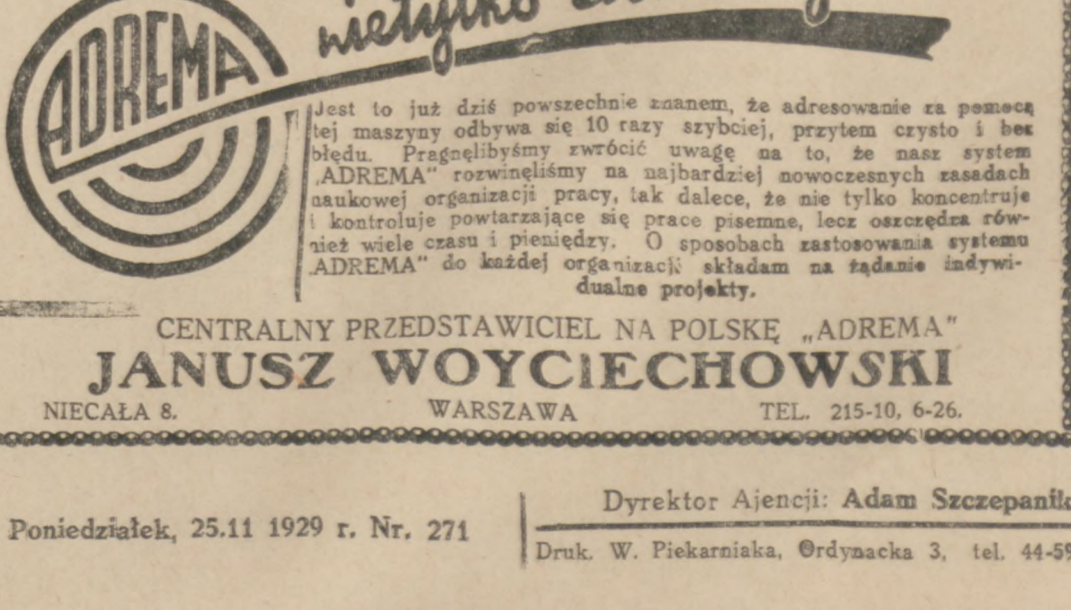 ADREMA
nietylko
Jest to już dziś powszechnie znanem, że adresowanie za pomocą
tej maszyny odbywa się 10 razy szybciej, przytem czysto i bez
błędu. Pragnęlibyśmy zwrócić uwagę na to, że nasz system
„ADREMA" rozwinęliśmy na najbardziej nowoczesnych zasadach
naukowej organizacji pracy, tak dalece, że nie tylko koncentruje
i kontroluje powtarzające się prace pisemne, lecz oszczędza rów-
nież wiele czasu i pieniędzy. O sposobach zastosowania systemu
„ADREMA" do każdej organizacji składam na żądanie indywi-
dualne projekty.
CENTRALNY PRZEDSTAWICIEL NA POLSKĘ „ADREMA"
JANUSZ WOYCIECHOWSKI
NIECAŁA 8. WARSZAWA TEL. 215-10, 6-26.
Dyrektor Ajencji: Adam Szczepanik
Poniedziałek, 25.11 1929 r. Nr. 271
Druk. W. Piekarniaka, Ordynacka 3, tel. 44-59